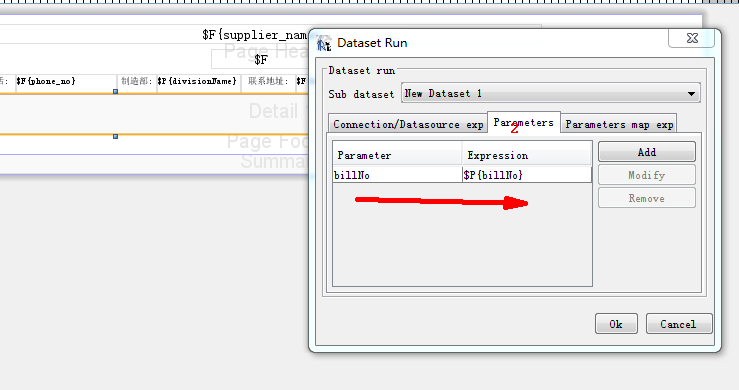 $F{supplier_nam
Page Hea
$F
话: $F{phone_no} 制造部: $F{divisionName} 联系地址: $F
Detail
Page Foo
Summa
Dataset Run
Dataset run
Sub dataset New Dataset 1
Connection/Datasource exp Parameters Parameters map exp
2
Parameter Expression
billNo $P{billNo}
Add
Modify
Remove
Ok Cancel